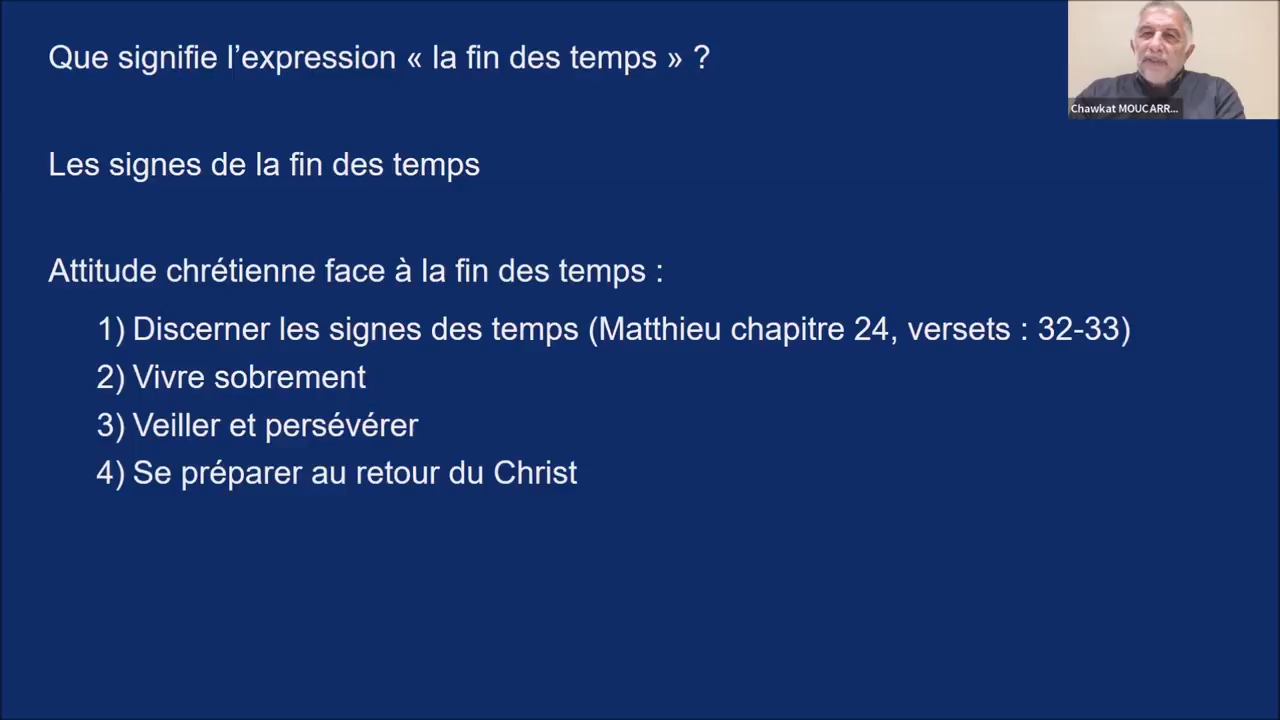 Que signifie l’expression « la fin des temps » ?
Chawkat MOUCARR...
Les signes de la fin des temps
Attitude chrétienne face à la fin des temps :
1) Discerner les signes des temps (Matthieu chapitre 24, versets : 32-33)
2) Vivre sobrement
3) Veiller et persévérer
4) Se préparer au retour du Christ